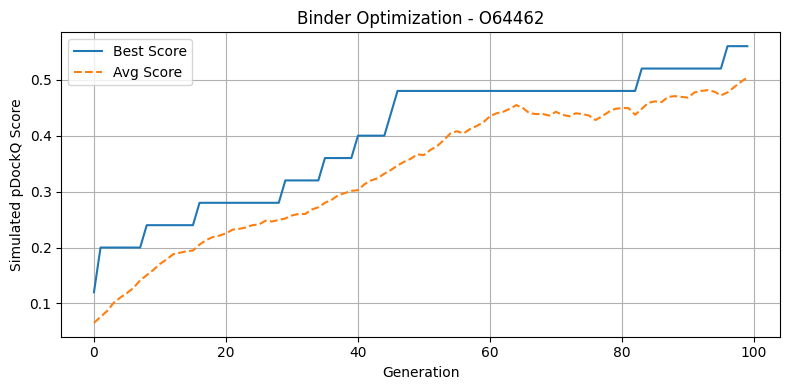 Binder Optimization - O64462
Best Score
Avg Score
Simulated pDockQ Score
0.5
0.4
0.3
0.2
0.1
0
20
40
60
80
100
Generation